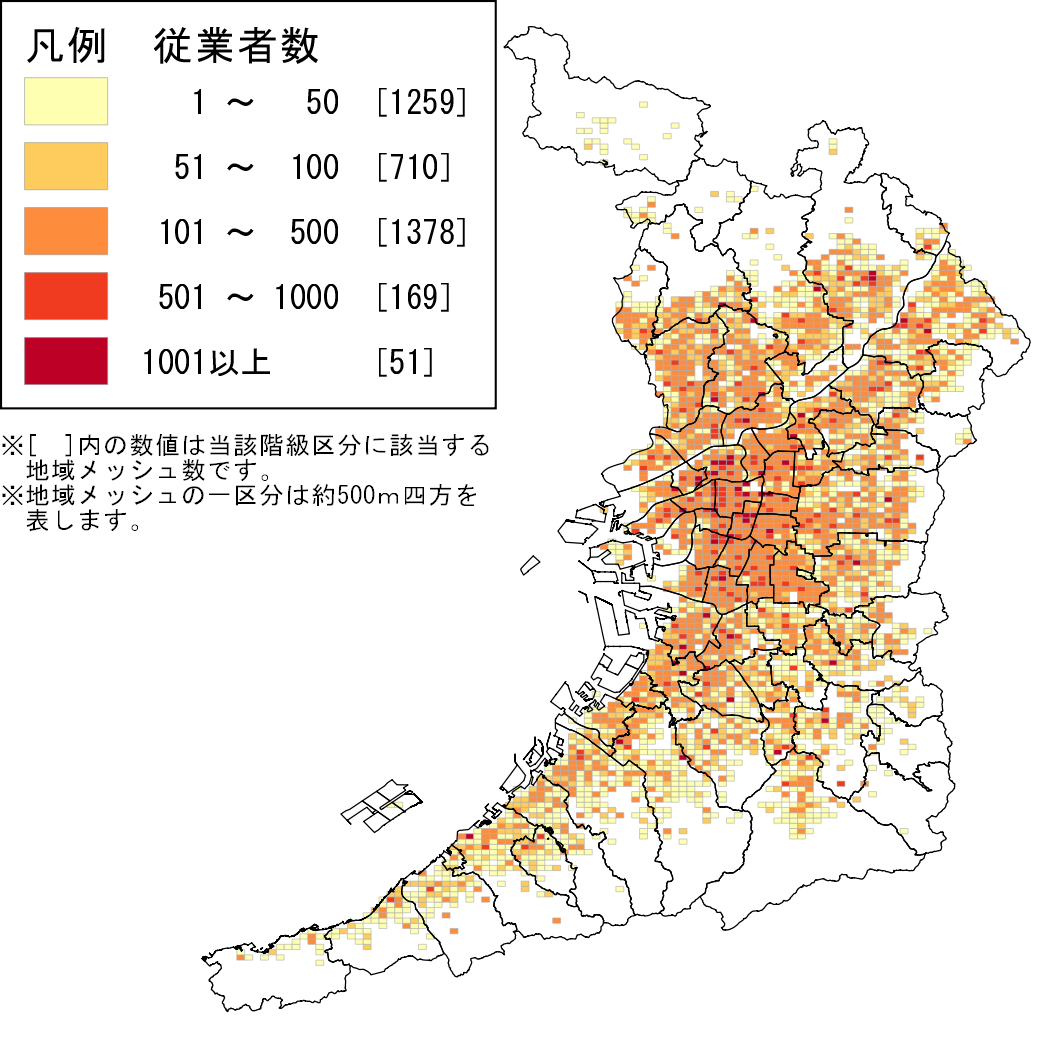 凡例 従業者数
1 ～ 50 [1259]
51 ～ 100 [710]
101 ～ 500 [1378]
501 ～ 1000 [169]
1001以上 [51]
※[ ]内の数値は当該階級区分に該当する
地域メッシュ数です。
※地域メッシュの一区分は約500ｍ四方を
表します。